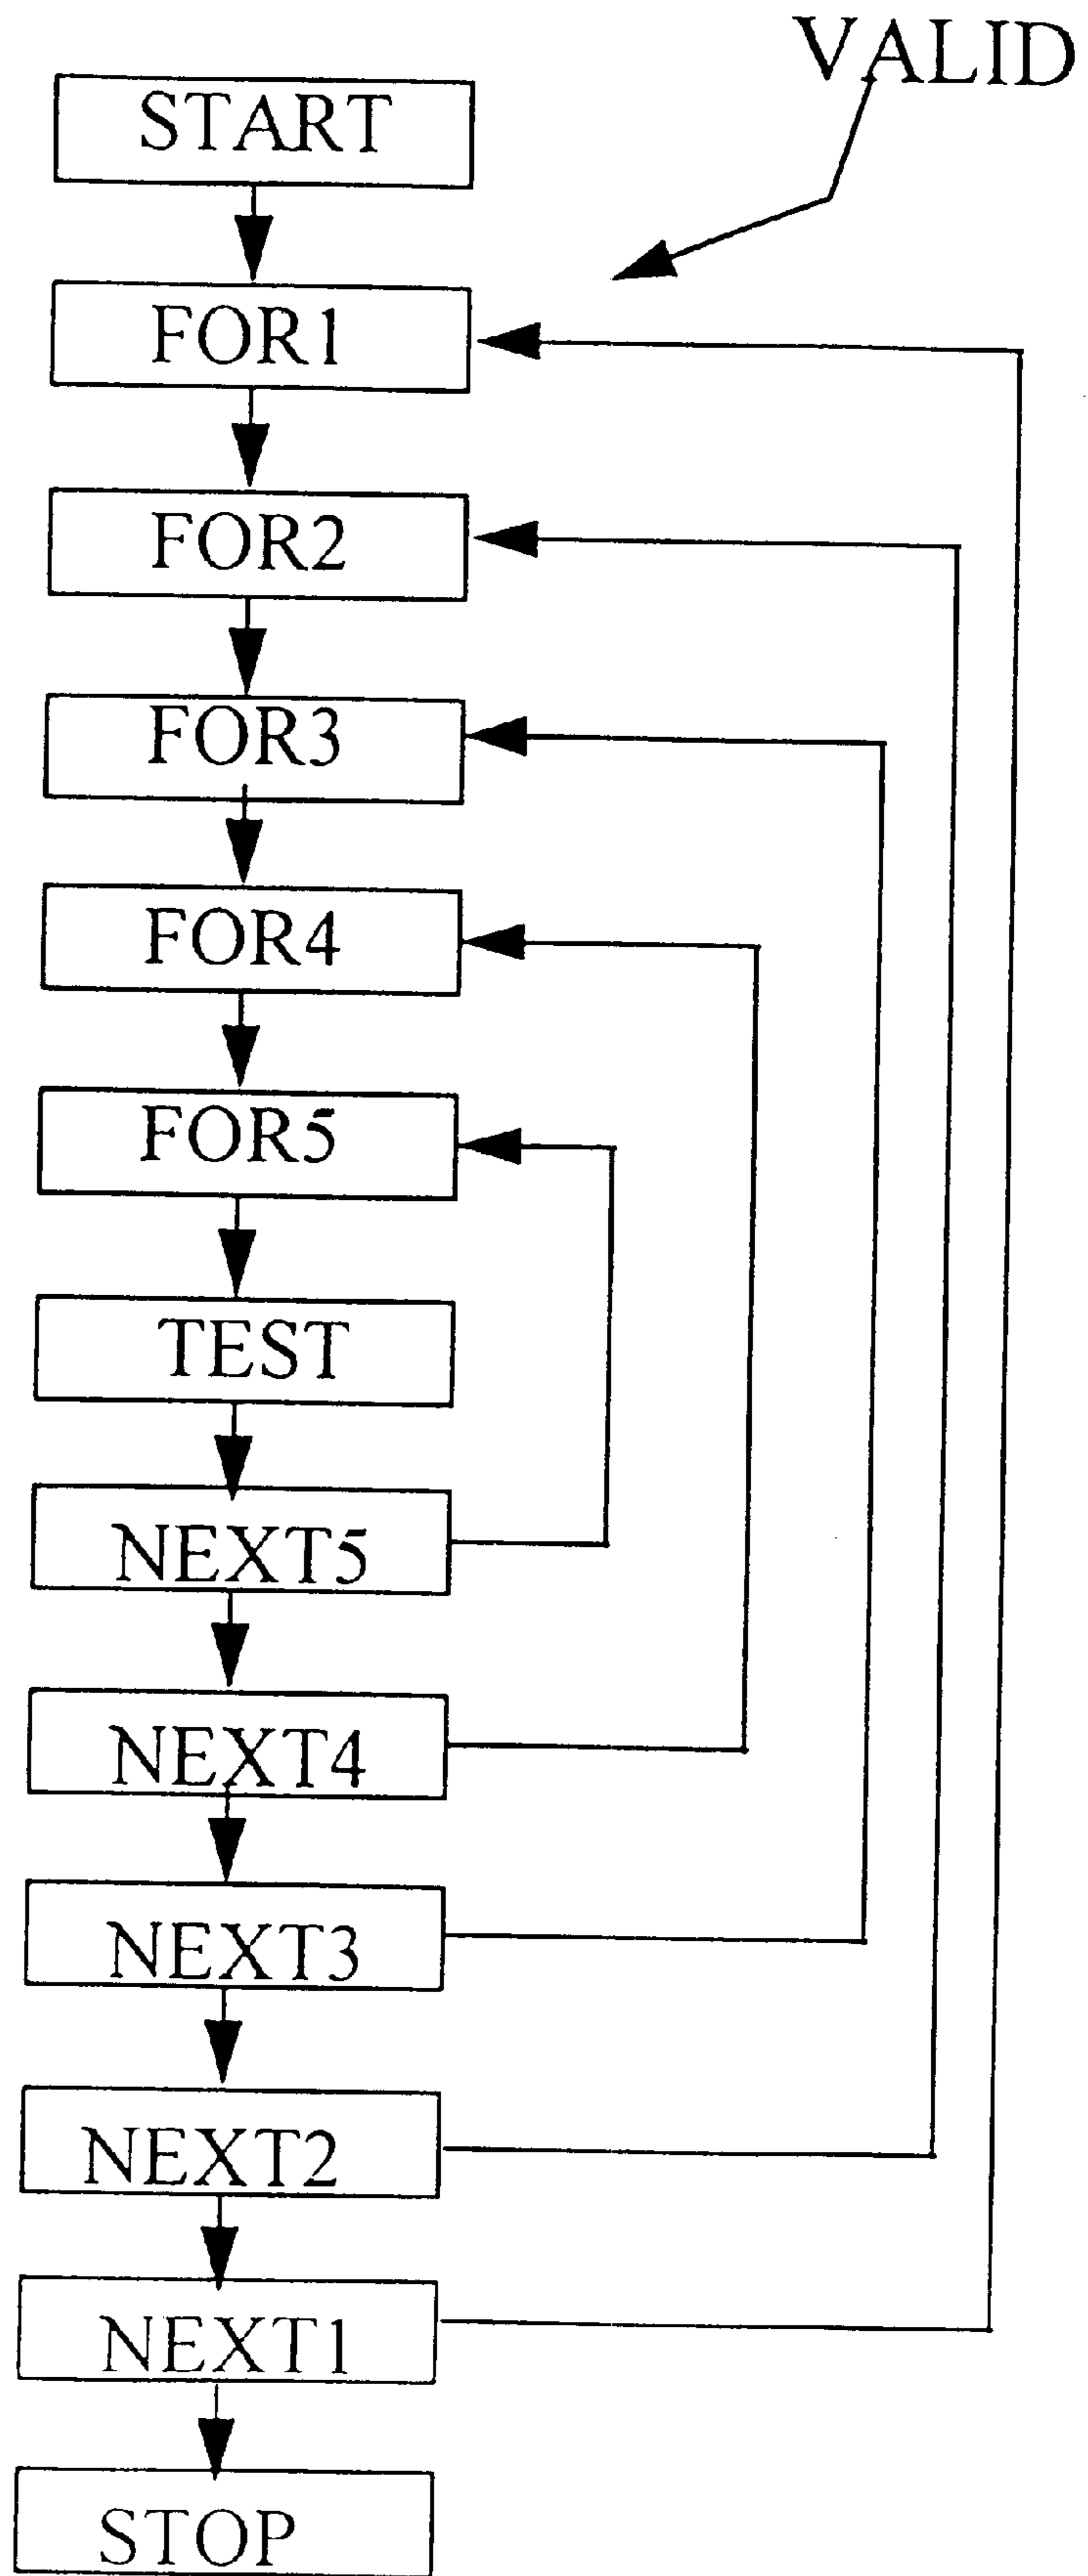 VALID
START
FOR1
FOR2
FOR3
FOR4
FOR5
TEST
NEXT5
NEXT4
NEXT3
NEXT2
NEXT1
STOP